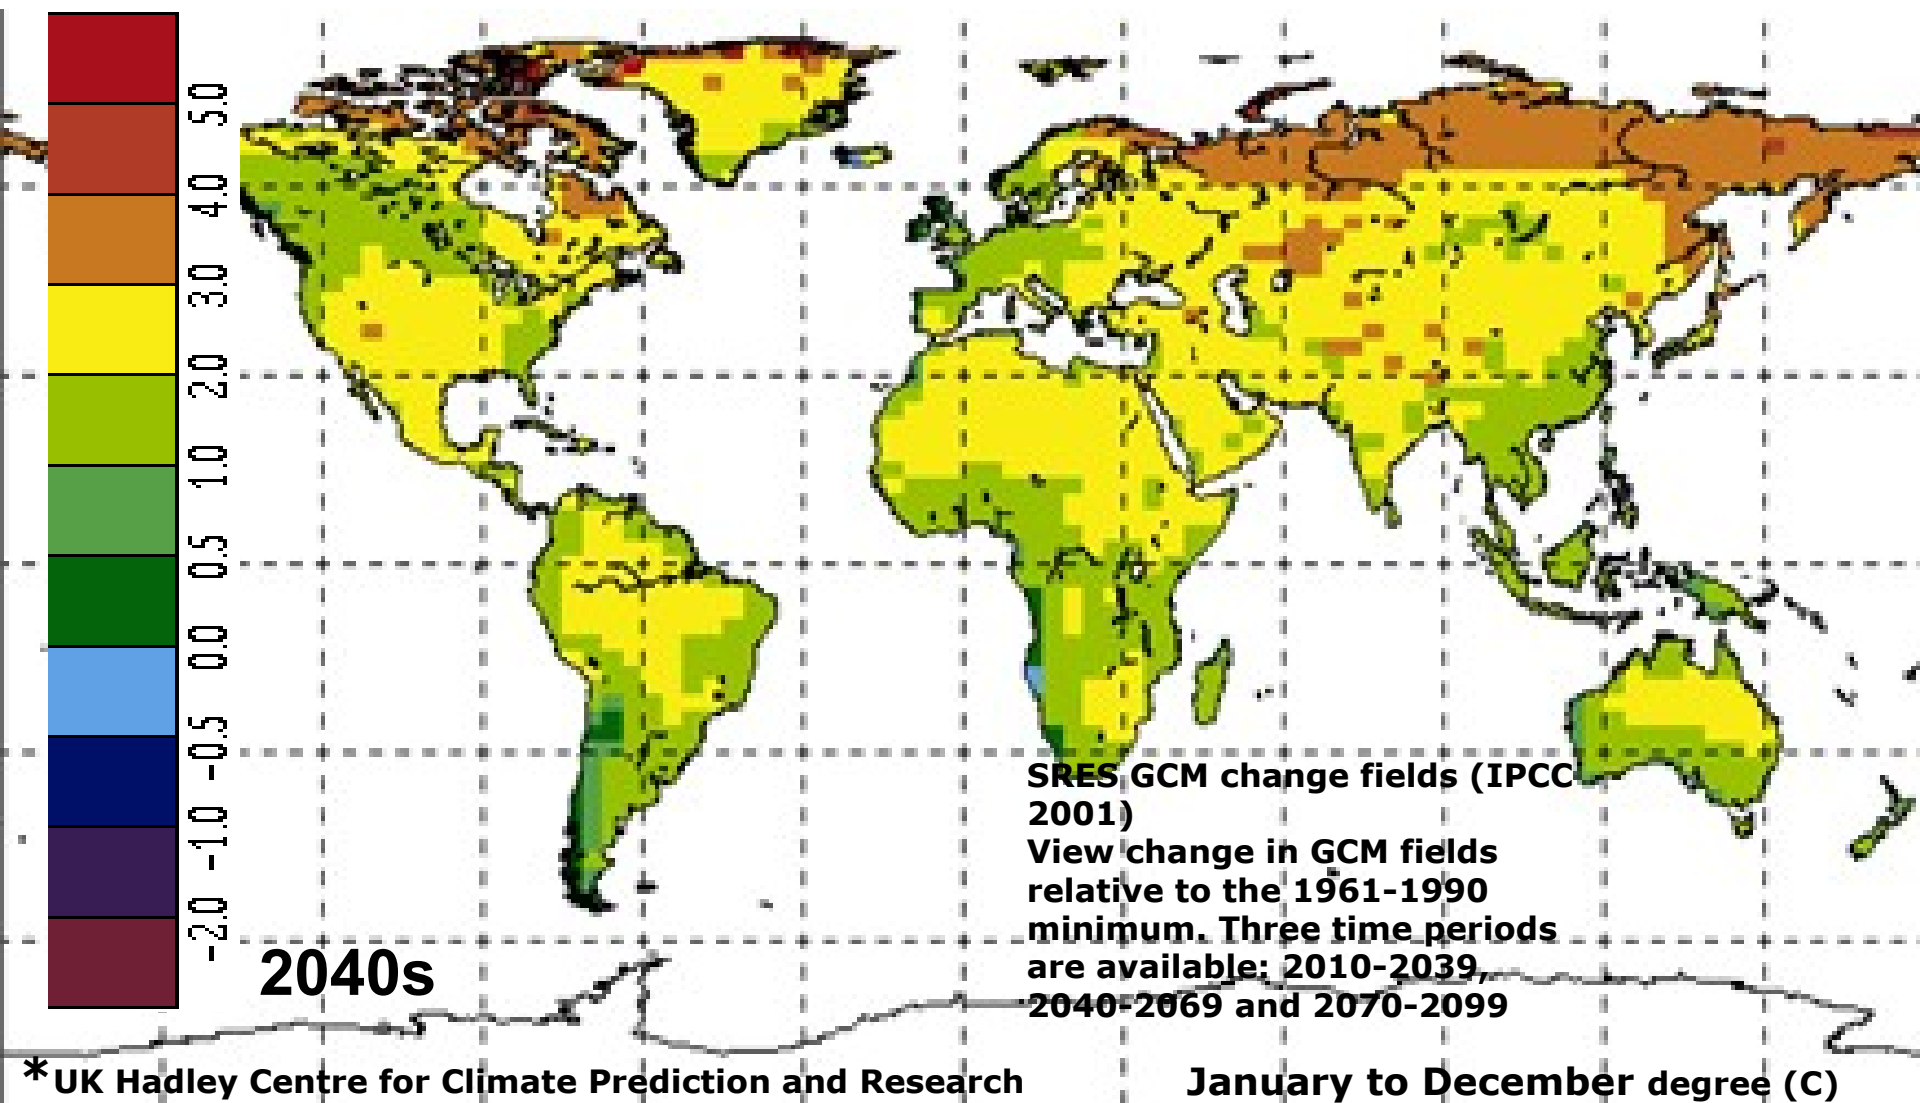 5.0
4.0
3.0
2.0
1.0
0.5
0.0
-0.5
-1.0
-2.0
SRES GCM change fields (IPCC
2001)
View change in GCM fields
relative to the 1961-1990
minimum. Three time periods
are available: 2010-2039,
2040-2069 and 2070-2099
2040s
*UK Hadley Centre for Climate Prediction and Research
January to December degree (C)